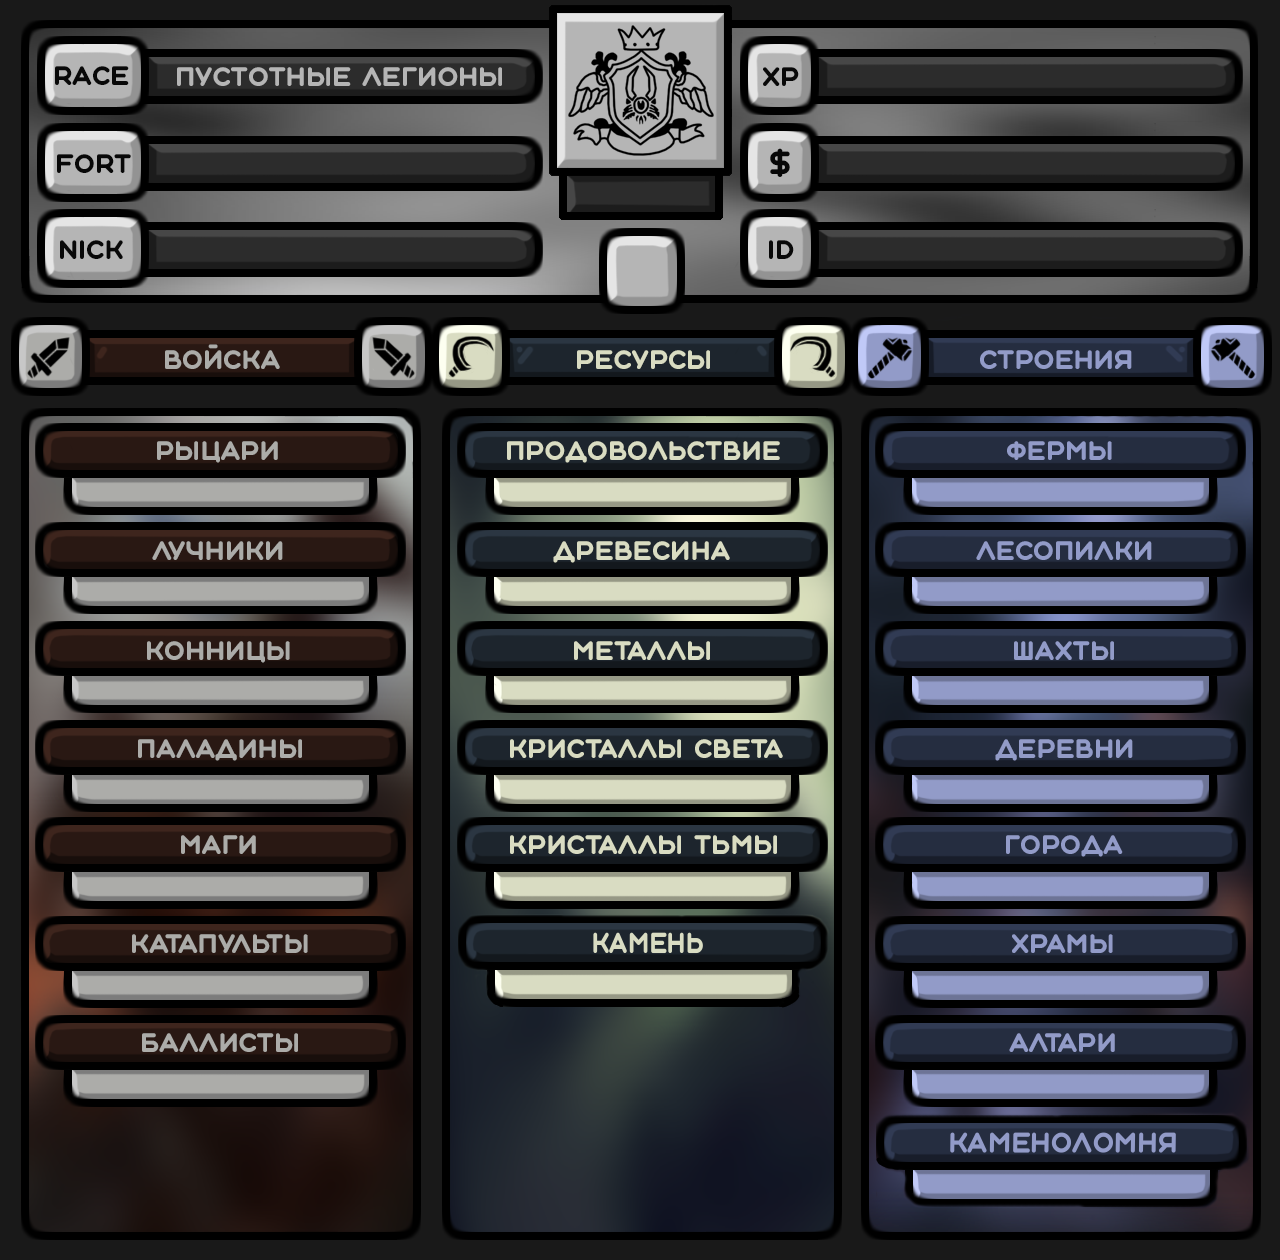 RACE ПУСТОТНЫЕ ЛЕГИОНЫ
FORT
NICK
XP
$
ID
ВОЙСКА
РЫЦАРИ
ЛУЧНИКИ
КОННИЦЫ
ПАЛАДИНЫ
МАГИ
КАТАПУЛЬТЫ
БАЛЛИСТЫ
РЕСУРСЫ
ПРОДОВОЛЬСТВИЕ
ДРЕВЕСИНА
МЕТАЛЛЫ
КРИСТАЛЛЫ СВЕТА
КРИСТАЛЛЫ ТЬМЫ
КАМЕНЬ
СТРОЕНИЯ
ФЕРМЫ
ЛЕСОПИЛКИ
ШАХТЫ
ДЕРЕВНИ
ГОРОДА
ХРАМЫ
АЛТАРИ
КАМЕНОЛОМНЯ